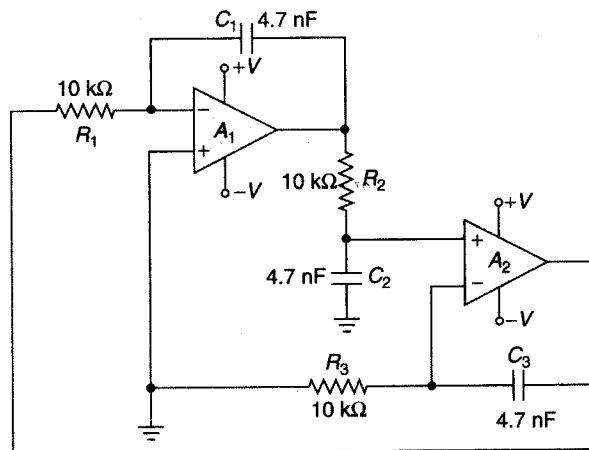 C₁ 4.7 nF
+V
10 kΩ
R₁
−
A₁
+
−V
10 kΩ R₂
+V
+
A₂
−
4.7 nF C₂
−V
R₃
10 kΩ
C₃
4.7 nF